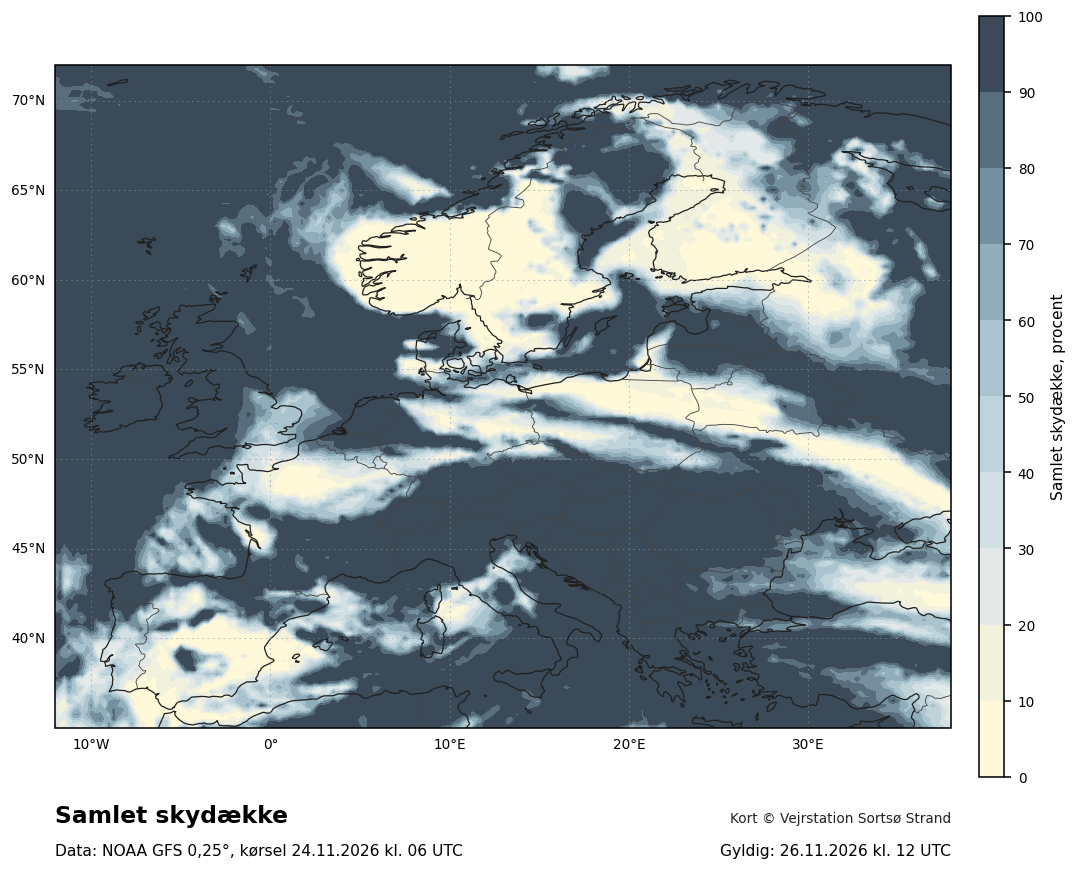 100
90
80
70
60
50
40
30
20
10
0
Samlet skydække, procent
70°N
65°N
60°N
55°N
50°N
45°N
40°N
10°W
0°
10°E
20°E
30°E
Samlet skydække
Kort © Vejrstation Sortsø Strand
Data: NOAA GFS 0,25°, kørsel 24.11.2026 kl. 06 UTC
Gyldig: 26.11.2026 kl. 12 UTC